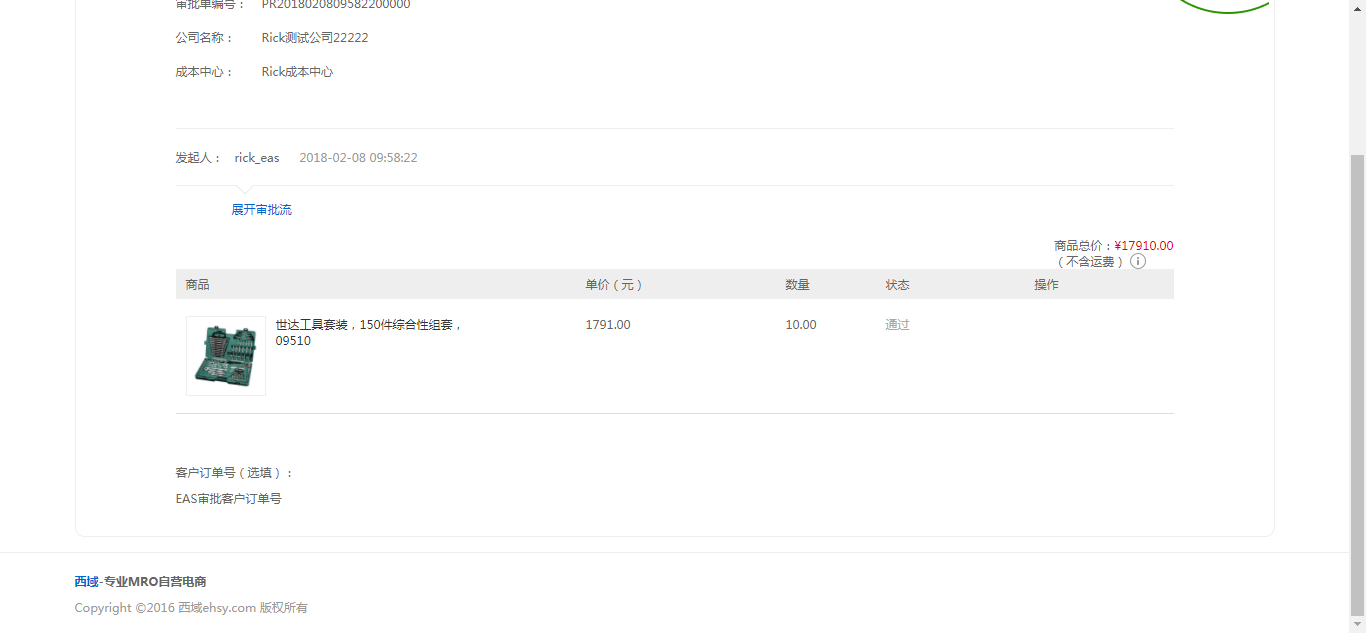 审批单编号： PR2018020809582200000
公司名称： Rick测试公司22222
成本中心： Rick成本中心
发起人： rick_eas 2018-02-08 09:58:22
展开审批流
商品总价：¥17910.00
（不含运费）
商品 单价（元） 数量 状态 操作
世达工具套装，150件综合性组套， 1791.00 10.00 通过
09510
客户订单号（选填）：
EAS审批客户订单号
西域-专业MRO自营电商
Copyright ©2016 西域ehsy.com 版权所有